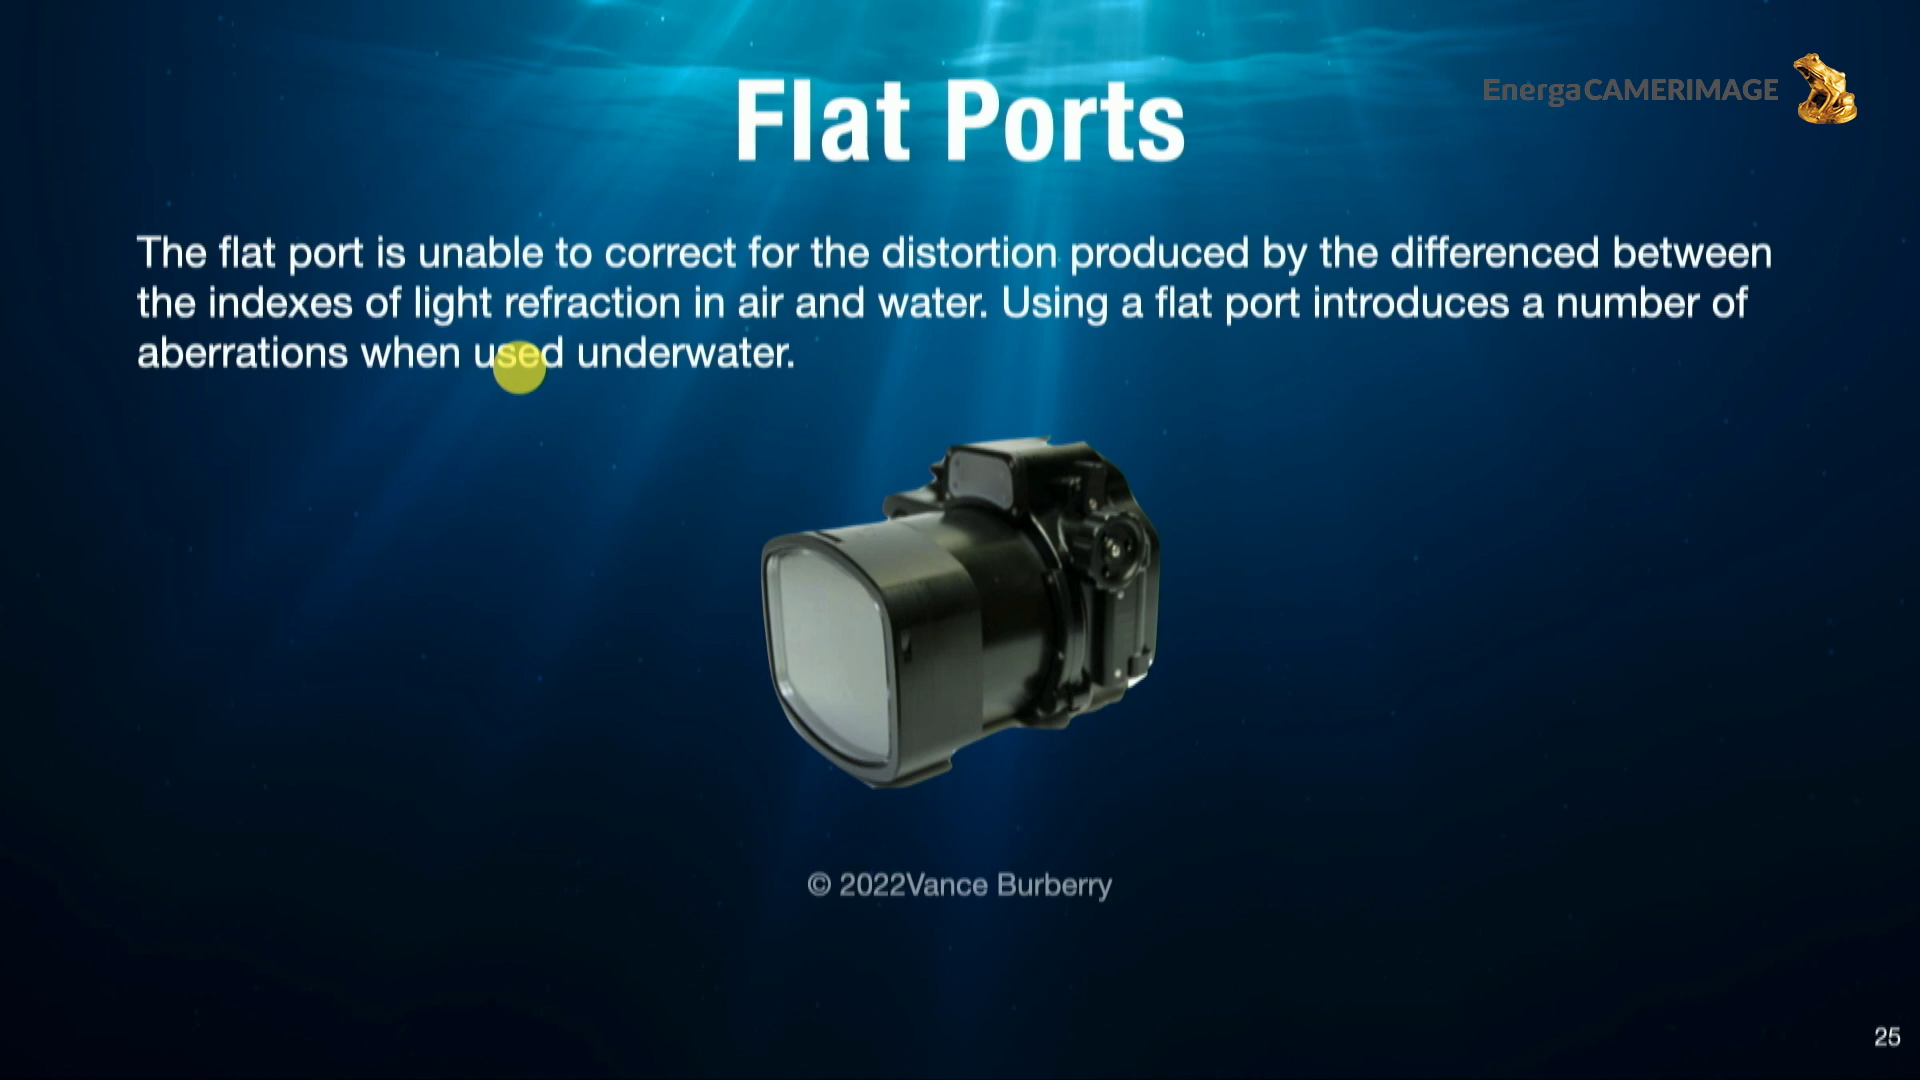 Flat Ports
EnergaCAMERIMAGE
The flat port is unable to correct for the distortion produced by the differenced between
the indexes of light refraction in air and water. Using a flat port introduces a number of
aberrations when used underwater.
© 2022Vance Burberry
25